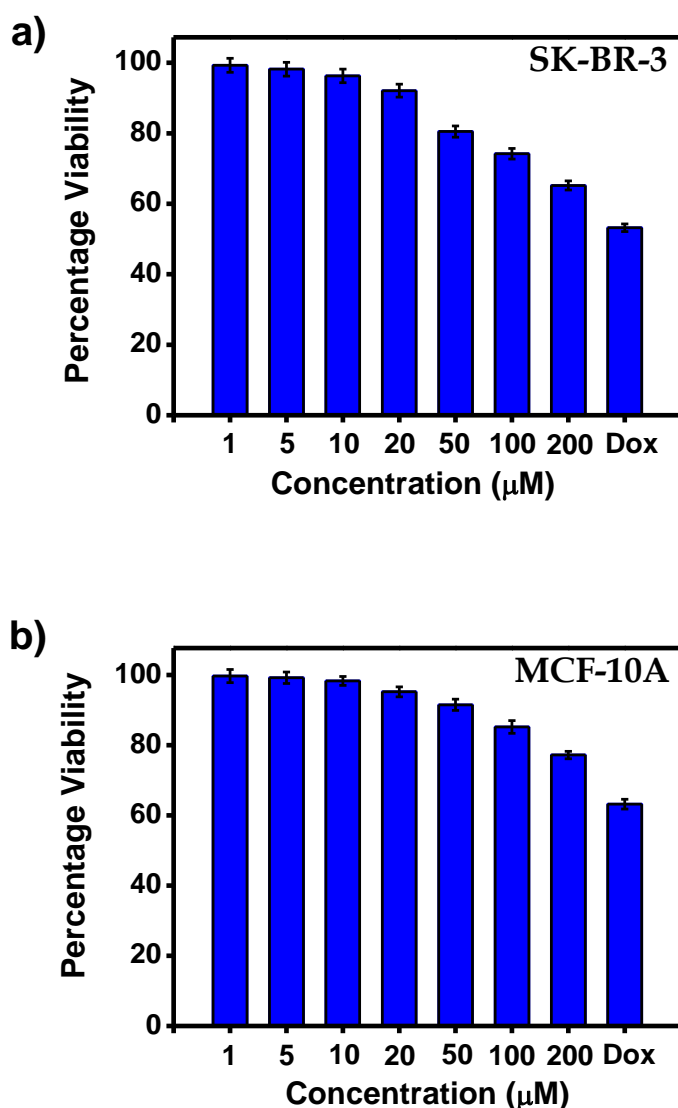 a)
SK-BR-3
Percentage Viability
100
80
60
40
20
0
1 5 10 20 50 100 200 Dox
Concentration (μM)
b)
MCF-10A
Percentage Viability
100
80
60
40
20
0
1 5 10 20 50 100 200 Dox
Concentration (μM)